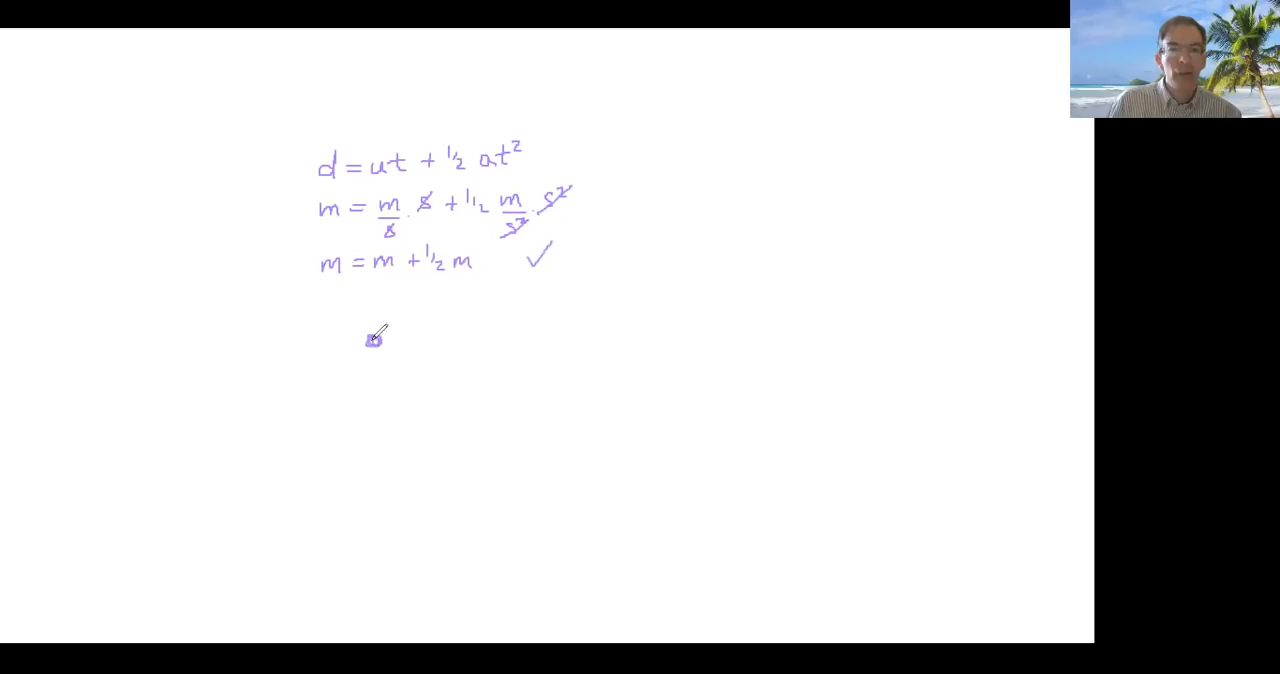 d = ut + 1/2 at²
m = m/s · s + 1/2 m/s² · s²
m = m + 1/2 m ✓